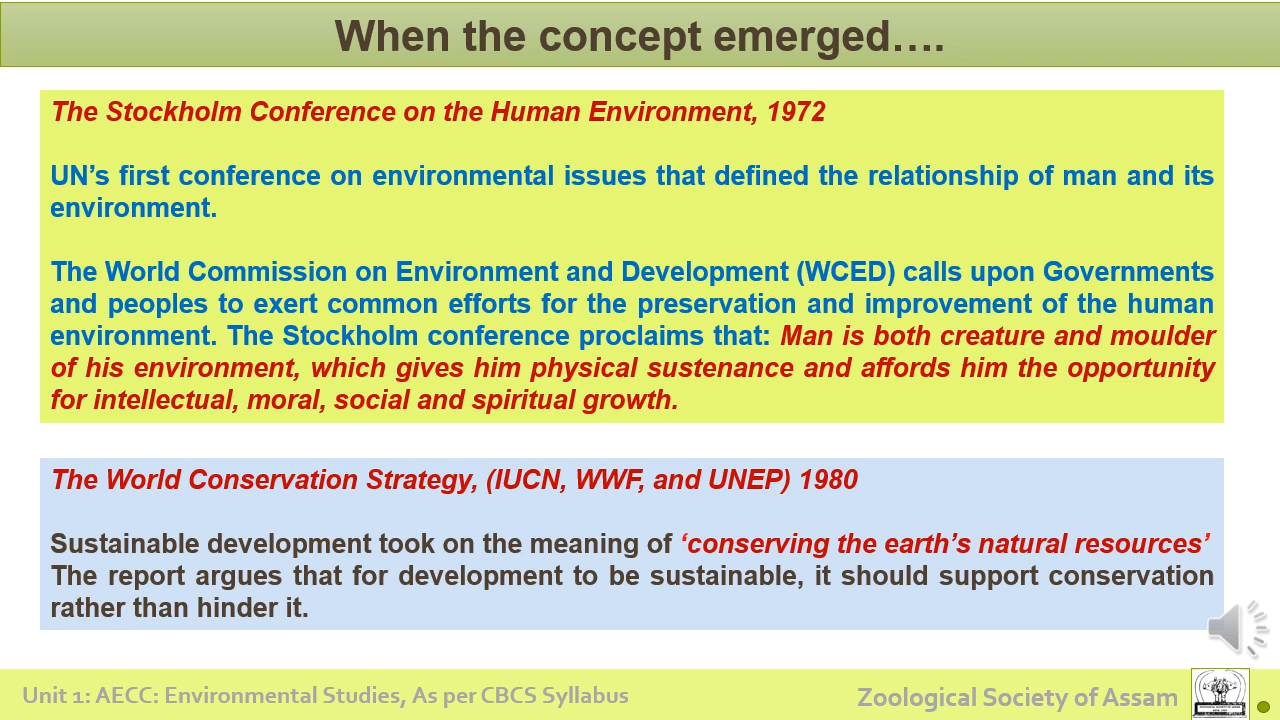 When the concept emerged….
The Stockholm Conference on the Human Environment, 1972
UN’s first conference on environmental issues that defined the relationship of man and its
environment.
The World Commission on Environment and Development (WCED) calls upon Governments
and peoples to exert common efforts for the preservation and improvement of the human
environment. The Stockholm conference proclaims that: Man is both creature and moulder
of his environment, which gives him physical sustenance and affords him the opportunity
for intellectual, moral, social and spiritual growth.
The World Conservation Strategy, (IUCN, WWF, and UNEP) 1980
Sustainable development took on the meaning of ‘conserving the earth’s natural resources’
The report argues that for development to be sustainable, it should support conservation
rather than hinder it.
Unit 1: AECC: Environmental Studies, As per CBCS Syllabus
Zoological Society of Assam